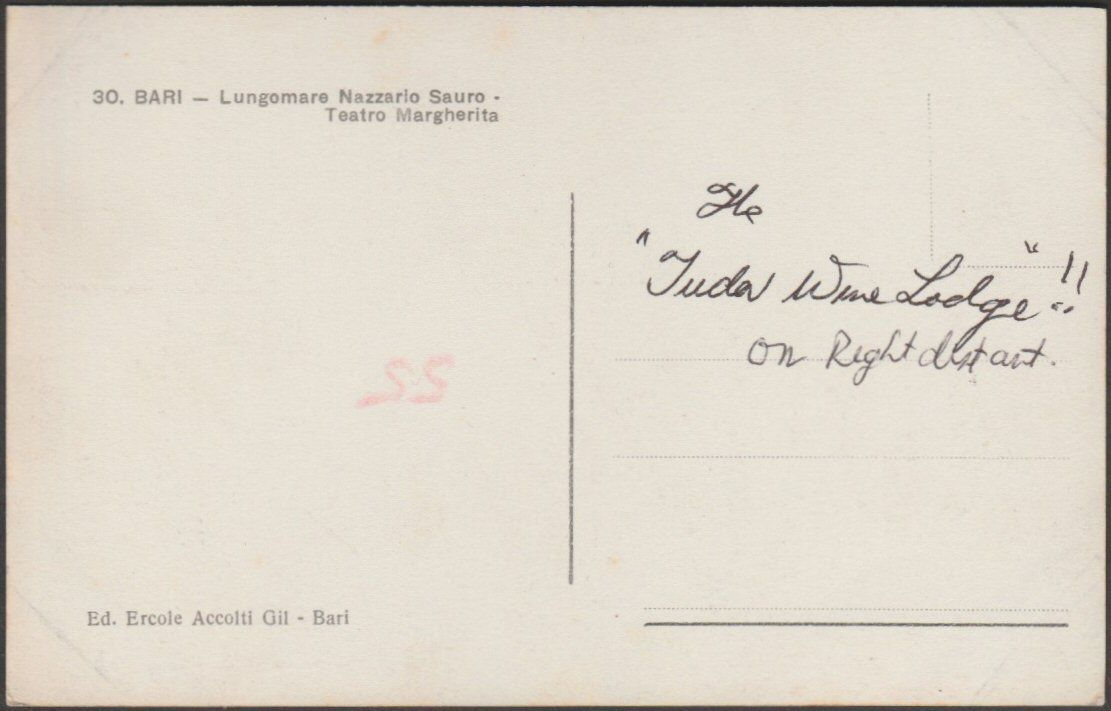 30. BARI — Lungomare Nazzario Sauro -
Teatro Margherita
The
"Tudor Wine Lodge"!!
on Right distant.
22
Ed. Ercole Accolti Gil - Bari